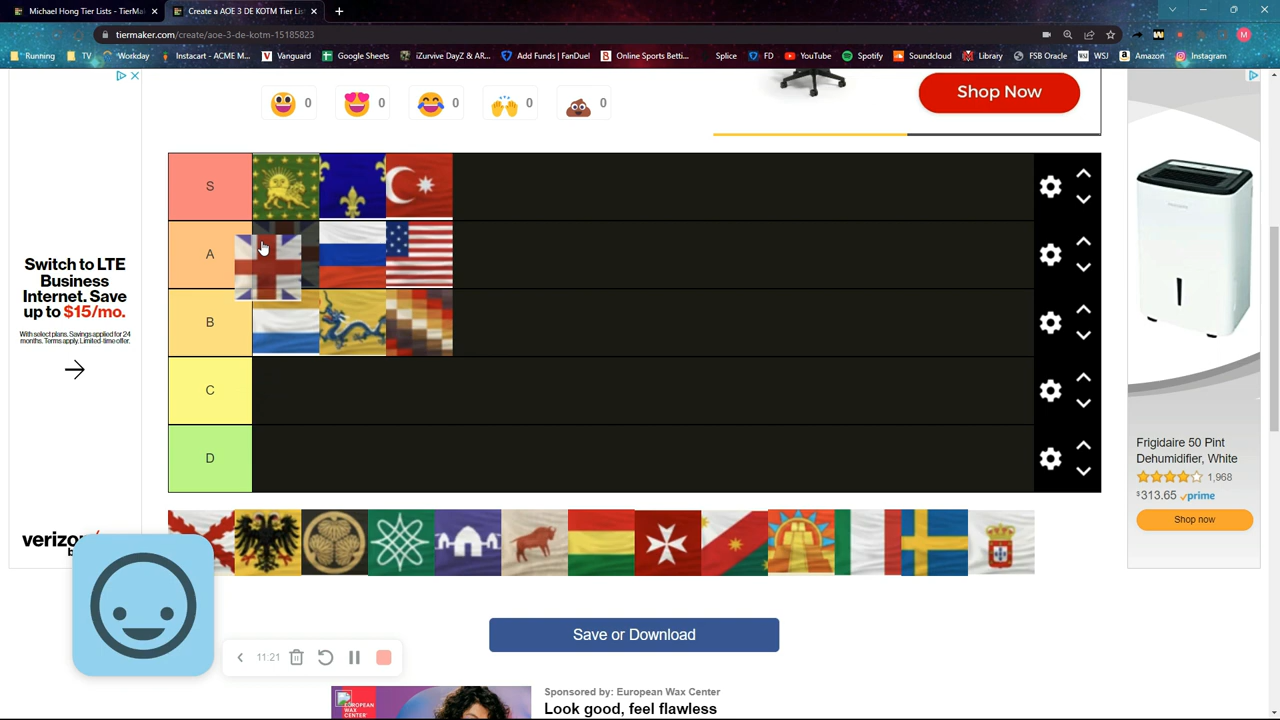 Michael Hong Tier Lists - TierMa
Create a AOE 3 DE KOTM Tier Lis
tiermaker.com/create/aoe-3-de-kotm-15185823
M
Running
TV
Workday
Instacart - ACME M...
Vanguard
Google Sheets
iZurvive DayZ & AR...
Add Funds | FanDuel
Online Sports Betti...
Splice
FD
YouTube
Spotify
Soundcloud
Library
FSB Oracle
WSJ
Amazon
Instagram
0
0
0
0
0
Shop Now
S
A
B
C
D
Switch to LTE
Business
Internet. Save
up to $15/mo.
With select plans. Savings applied for 24
months. Terms apply. Limited-time offer.
Frigidaire 50 Pint
Dehumidifier, White
1,968
$313.65 prime
Shop now
11:21
Save or Download
EUROPEAN
WAX
CENTER
Sponsored by: European Wax Center
Look good, feel flawless